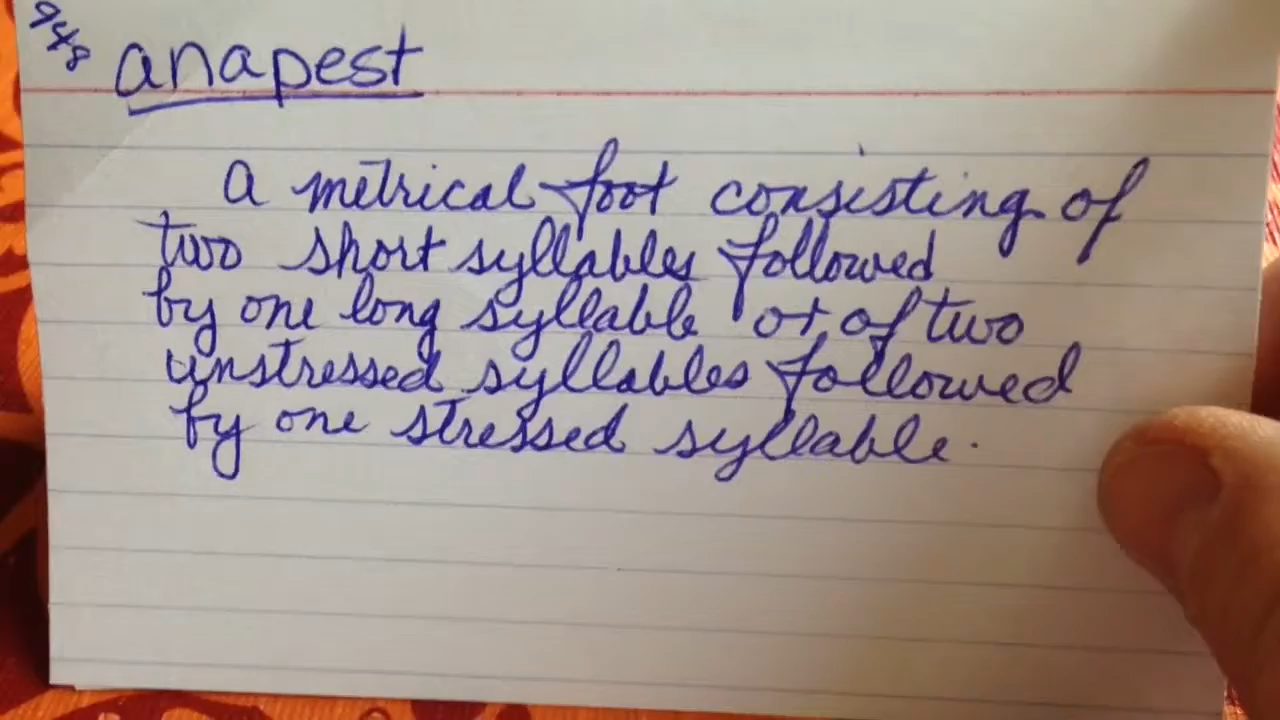 948
anapest
A metrical foot consisting of
two short syllables followed
by one long syllable or of two
unstressed syllables followed
by one stressed syllable.